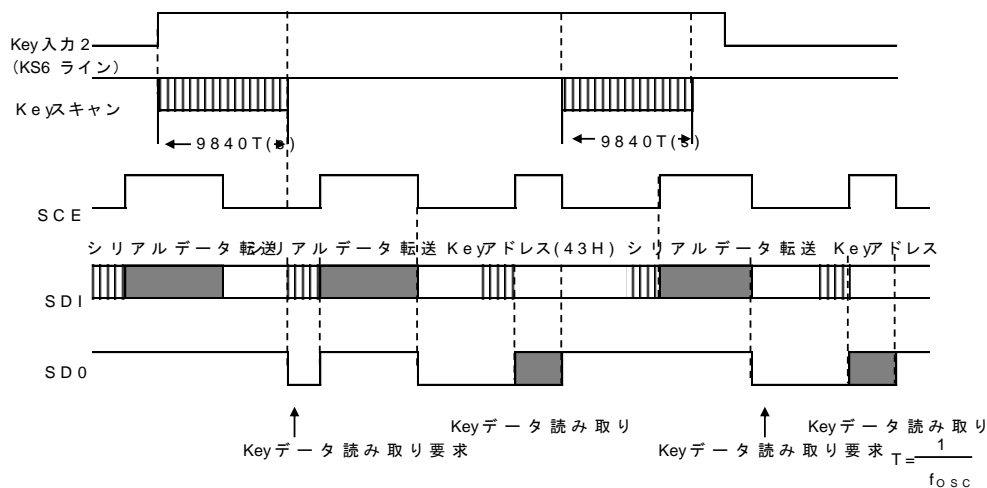 Key入力2
(KS6 ライン)
Keyスキャン
9840T(s)
9840T(s)
SCE
シリアルデータ転送
シリアルデータ転送
Keyアドレス(43H)
シリアルデータ転送
Keyアドレス
SDI
SDO
Keyデータ読み取り
Keyデータ読み取り
Keyデータ読み取り要求
Keyデータ読み取り要求
T=1/fOSC